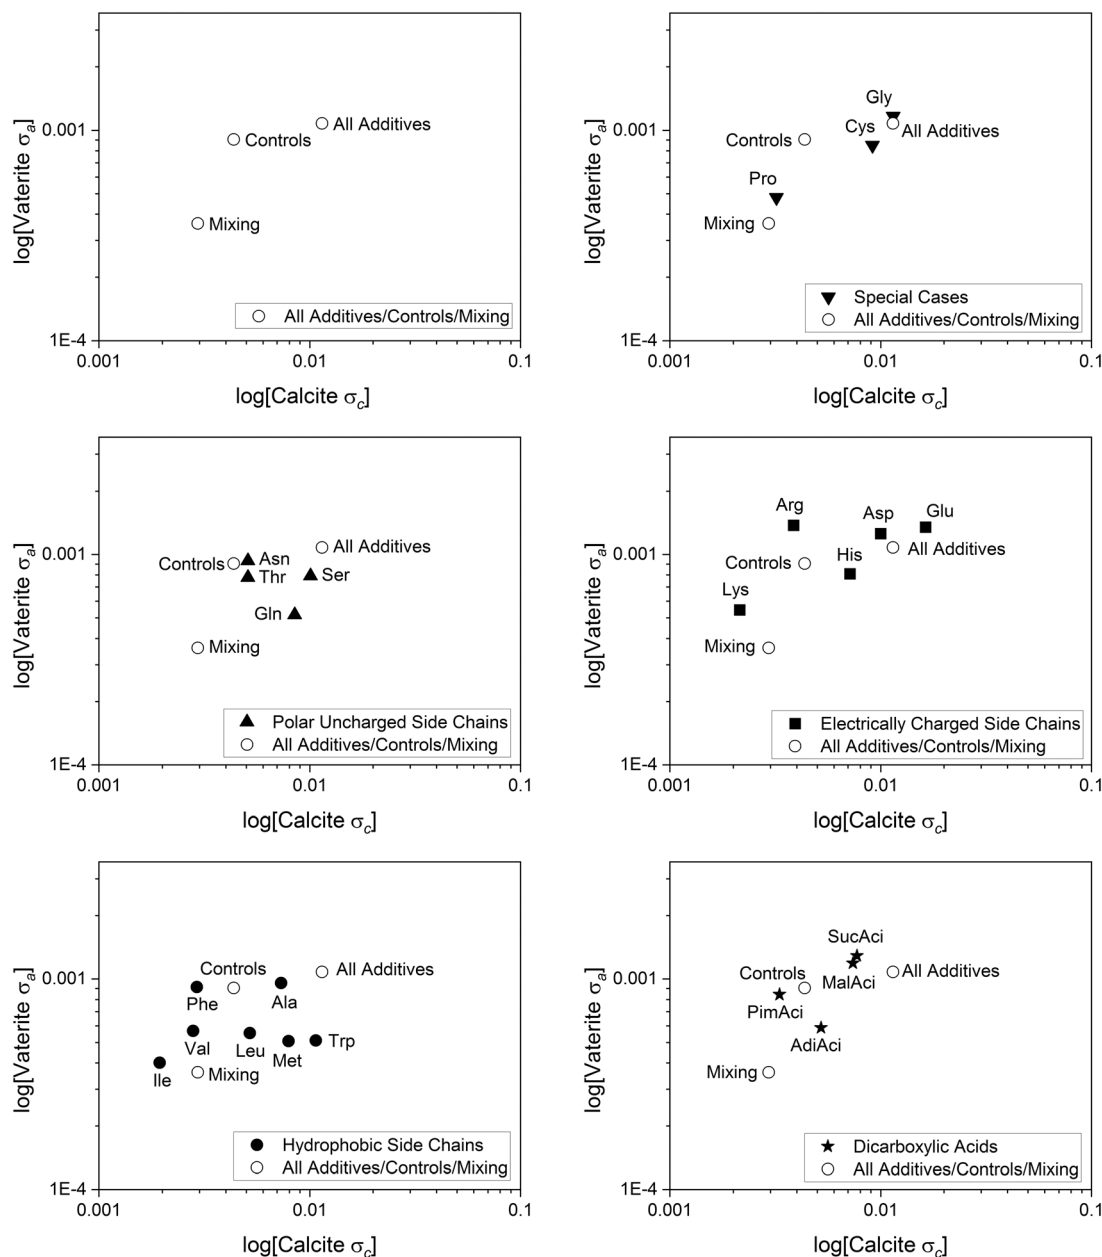 log[Vaterite σa]
0.001
1E-4
Controls
All Additives
Mixing
All Additives/Controls/Mixing
0.001
0.01
0.1
log[Calcite σc]
log[Vaterite σa]
0.001
1E-4
Gly
Cys
All Additives
Controls
Pro
Mixing
Special Cases
All Additives/Controls/Mixing
0.001
0.01
0.1
log[Calcite σc]
log[Vaterite σa]
0.001
1E-4
All Additives
Controls
Asn
Thr
Ser
Gln
Mixing
Polar Uncharged Side Chains
All Additives/Controls/Mixing
0.001
0.01
0.1
log[Calcite σc]
log[Vaterite σa]
0.001
1E-4
Arg
Asp
Glu
All Additives
Controls
His
Lys
Mixing
Electrically Charged Side Chains
All Additives/Controls/Mixing
0.001
0.01
0.1
log[Calcite σc]
log[Vaterite σa]
0.001
1E-4
Controls
All Additives
Phe
Ala
Val
Leu
Met
Trp
Ile
Mixing
Hydrophobic Side Chains
All Additives/Controls/Mixing
0.001
0.01
0.1
log[Calcite σc]
log[Vaterite σa]
0.001
1E-4
SucAci
Controls
MalAci
All Additives
PimAci
AdiAci
Mixing
Dicarboxylic Acids
All Additives/Controls/Mixing
0.001
0.01
0.1
log[Calcite σc]